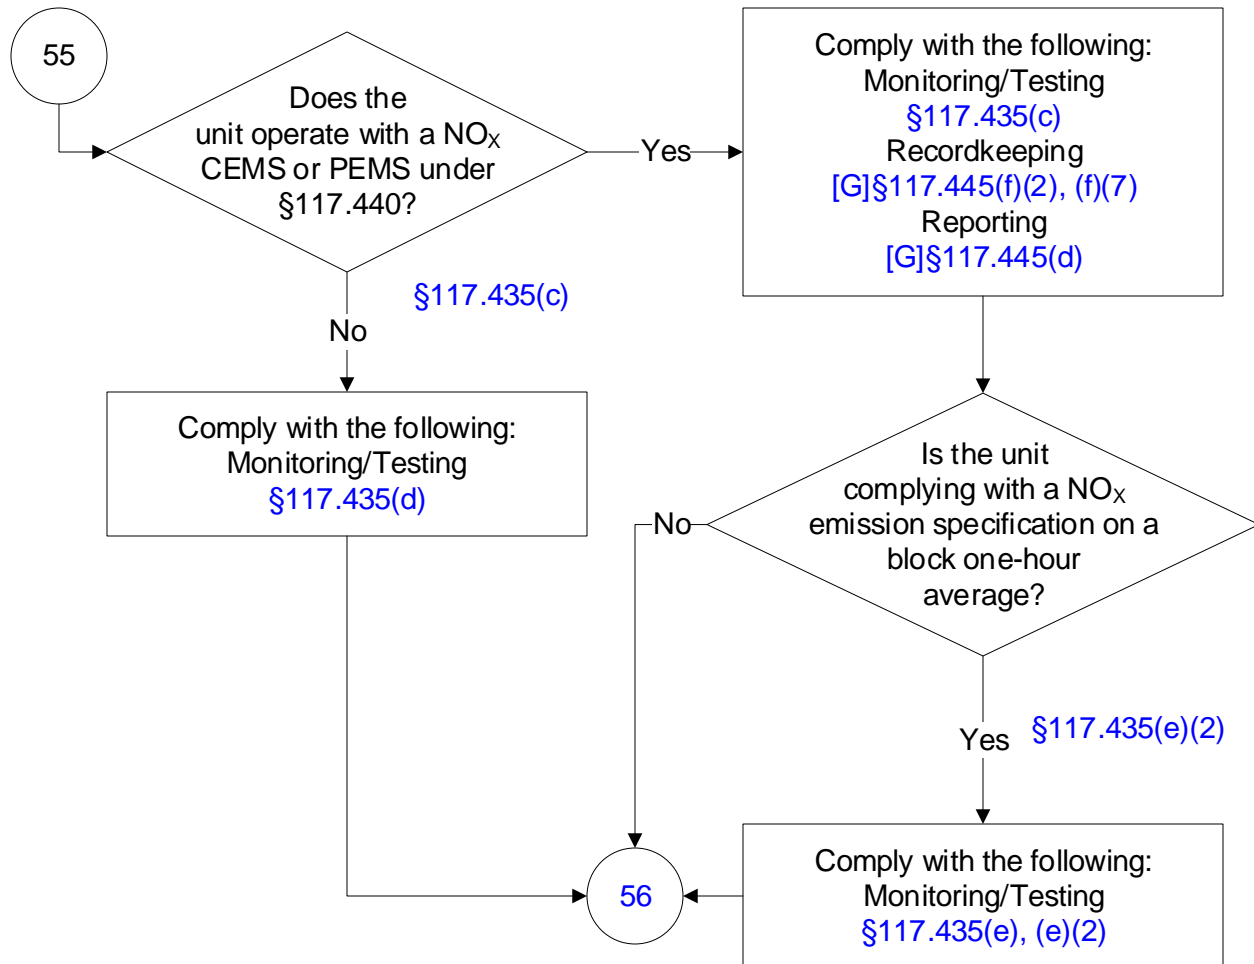 55
Does the
unit operate with a NOX
CEMS or PEMS under
§117.440?
Yes
Comply with the following:
Monitoring/Testing
§117.435(c)
Recordkeeping
[G]§117.445(f)(2), (f)(7)
Reporting
[G]§117.445(d)
§117.435(c)
No
Comply with the following:
Monitoring/Testing
§117.435(d)
Is the unit
complying with a NOX
emission specification on a
block one-hour
average?
No
Yes
§117.435(e)(2)
Comply with the following:
Monitoring/Testing
§117.435(e), (e)(2)
56